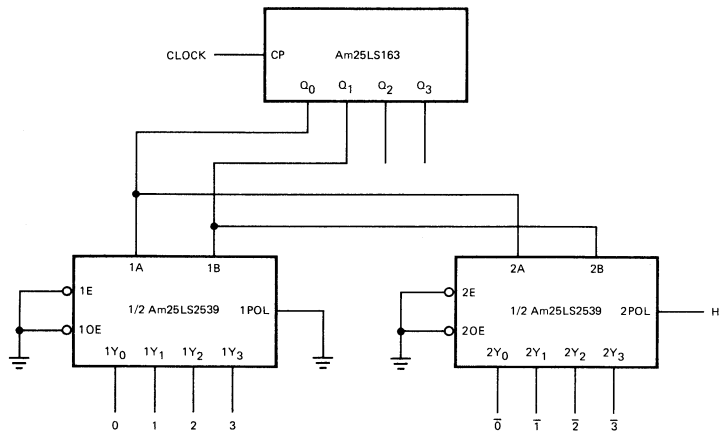 CLOCK CP Am25LS163
Q0 Q1 Q2 Q3
1A 1B
1E
1/2 Am25LS2539 1POL
1OE
1Y0 1Y1 1Y2 1Y3
0 1 2 3
2A 2B
2E
1/2 Am25LS2539 2POL H
2OE
2Y0 2Y1 2Y2 2Y3
0̅ 1̅ 2̅ 3̅